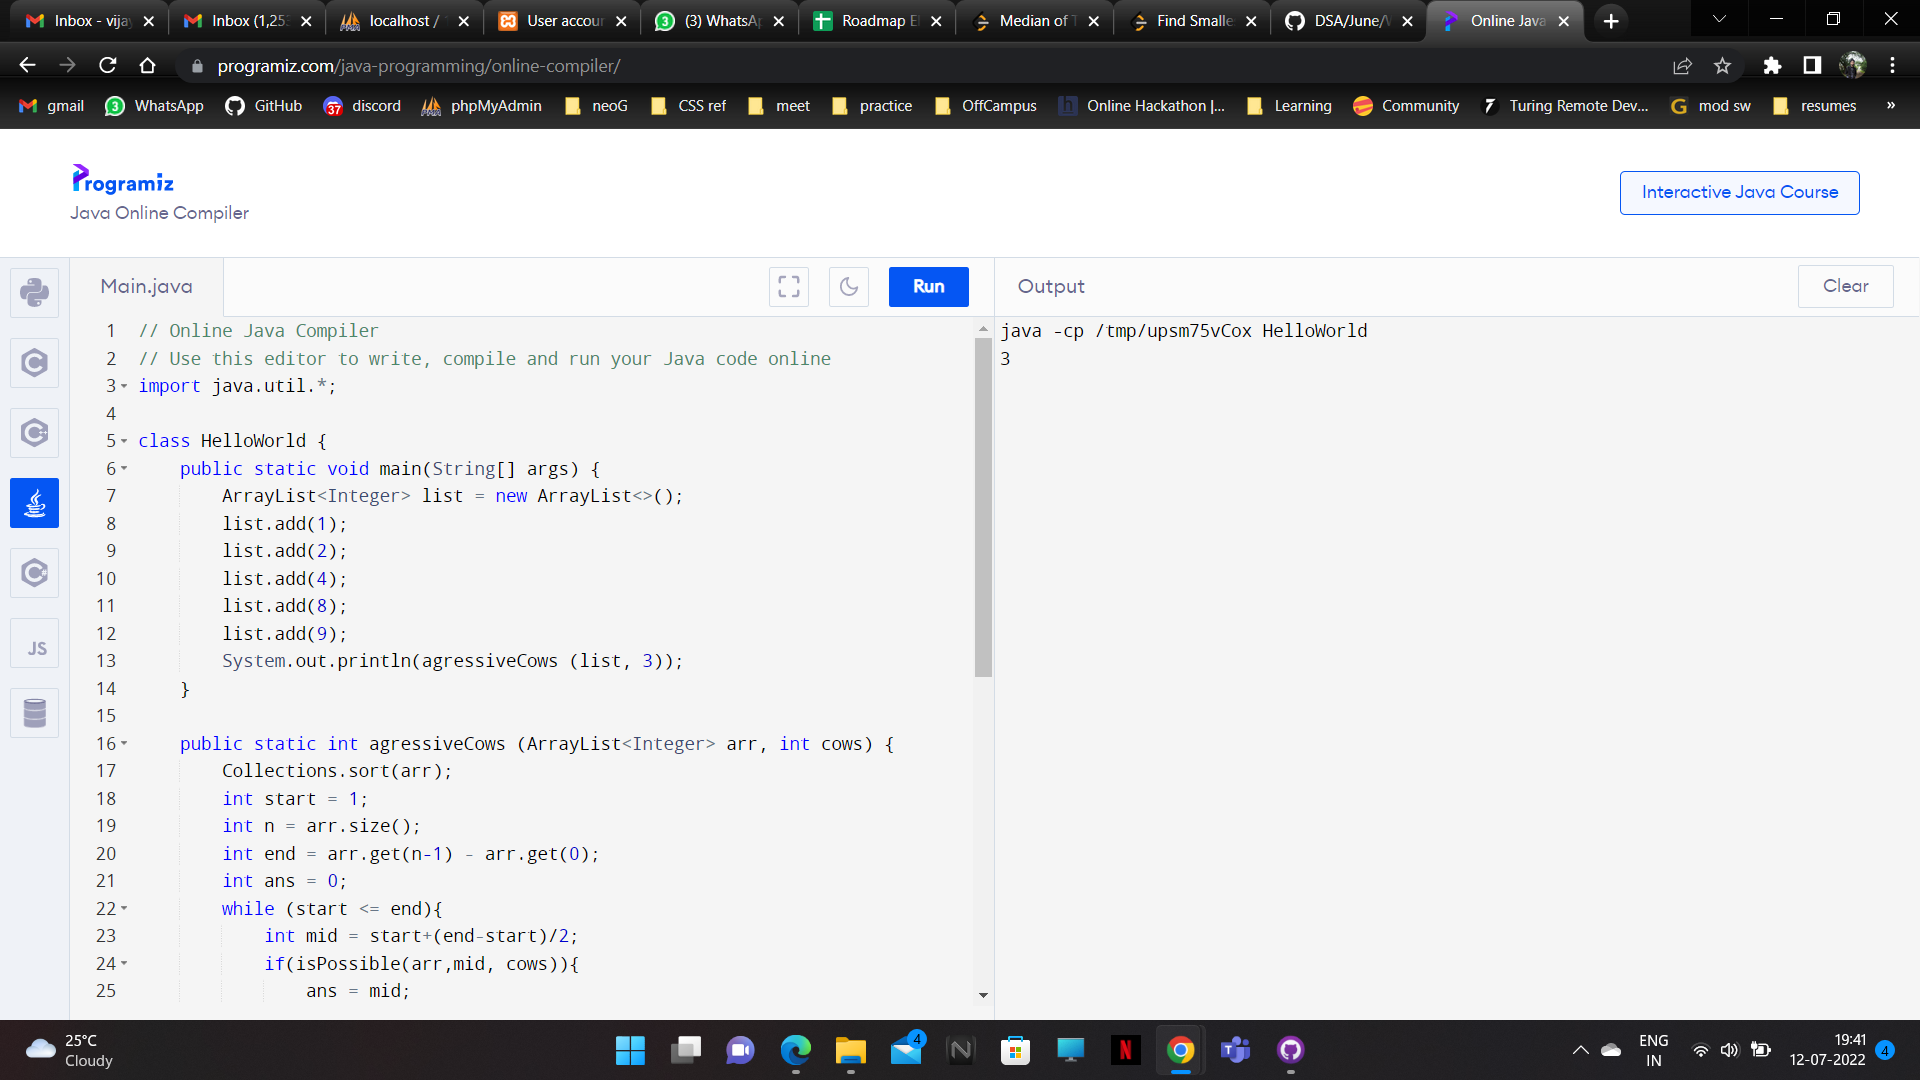 Inbox - vijay
Inbox (1,253
localhost /
User accoun
(3) WhatsAp
Roadmap E
Median of T
Find Smalle
DSA/June/
Online Java
programiz.com/java-programming/online-compiler/
gmail
3
WhatsApp
GitHub
37
discord
phpMyAdmin
neoG
CSS ref
meet
practice
OffCampus
h
Online Hackathon |...
Learning
Community
7
Turing Remote Dev...
G
mod sw
resumes
»
Programiz
Java Online Compiler
Interactive Java Course
Main.java
Run
Output
Clear
1 // Online Java Compiler
2 // Use this editor to write, compile and run your Java code online
3 import java.util.*;
4
5 class HelloWorld {
6 public static void main(String[] args) {
7 ArrayList<Integer> list = new ArrayList<>();
8 list.add(1);
9 list.add(2);
10 list.add(4);
11 list.add(8);
12 list.add(9);
13 System.out.println(agressiveCows (list, 3));
14 }
15
16 public static int agressiveCows (ArrayList<Integer> arr, int cows) {
17 Collections.sort(arr);
18 int start = 1;
19 int n = arr.size();
20 int end = arr.get(n-1) - arr.get(0);
21 int ans = 0;
22 while (start <= end){
23 int mid = start+(end-start)/2;
24 if(isPossible(arr,mid, cows)){
25 ans = mid;
java -cp /tmp/upsm75vCox HelloWorld
3
JS
25°C
Cloudy
4
N
N
ENG
IN
19:41
12-07-2022
4